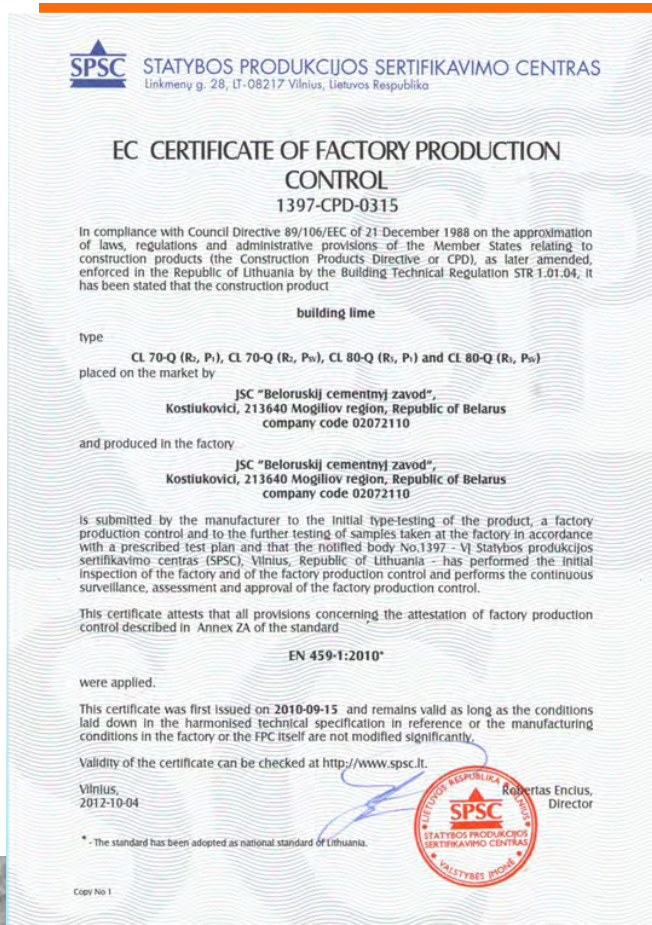 SPSC
STATYBOS PRODUKCIJOS SERTIFIKAVIMO CENTRAS
Linkmenų g. 28, LT-08217 Vilnius, Lietuvos Respublika
EC CERTIFICATE OF FACTORY PRODUCTION
CONTROL
1397-CPD-0315
In compliance with Council Directive 89/106/EEC of 21 December 1988 on the approximation
of laws, regulations and administrative provisions of the Member States relating to
construction products (the Construction Products Directive or CPD), as later amended,
enforced in the Republic of Lithuania by the Building Technical Regulation STR 1.01.04, it
has been stated that the construction product
building lime
type
CL 70-Q (R₂, P₁), CL 70-Q (R₂, Psv), CL 80-Q (R₅, P₁) and CL 80-Q (R₅, Psv)
placed on the market by
JSC "Beloruskij cementnyj zavod",
Kostiukovici, 213640 Mogiliov region, Republic of Belarus
company code 02072110
and produced in the factory
JSC "Beloruskij cementnyj zavod",
Kostiukovici, 213640 Mogiliov region, Republic of Belarus
company code 02072110
is submitted by the manufacturer to the initial type-testing of the product, a factory
production control and to the further testing of samples taken at the factory in accordance
with a prescribed test plan and that the notified body No.1397 - VĮ Statybos produkcijos
sertifikavimo centras (SPSC), Vilnius, Republic of Lithuania - has performed the initial
inspection of the factory and of the factory production control and performs the continuous
surveillance, assessment and approval of the factory production control.
This certificate attests that all provisions concerning the attestation of factory production
control described in Annex ZA of the standard
EN 459-1:2010*
were applied.
This certificate was first issued on 2010-09-15 and remains valid as long as the conditions
laid down in the harmonised technical specification in reference or the manufacturing
conditions in the factory or the FPC itself are not modified significantly.
Validity of the certificate can be checked at http://www.spsc.lt.
Vilnius,
2012-10-04
Robertas Encius,
Director
LIETUVOS RESPUBLIKA VILNIUS
SPSC
STATYBOS PRODUKCIJOS
SERTIFIKAVIMO CENTRAS
VALSTYBĖS ĮMONĖ
* - The standard has been adopted as national standard of Lithuania.
Copy No 1